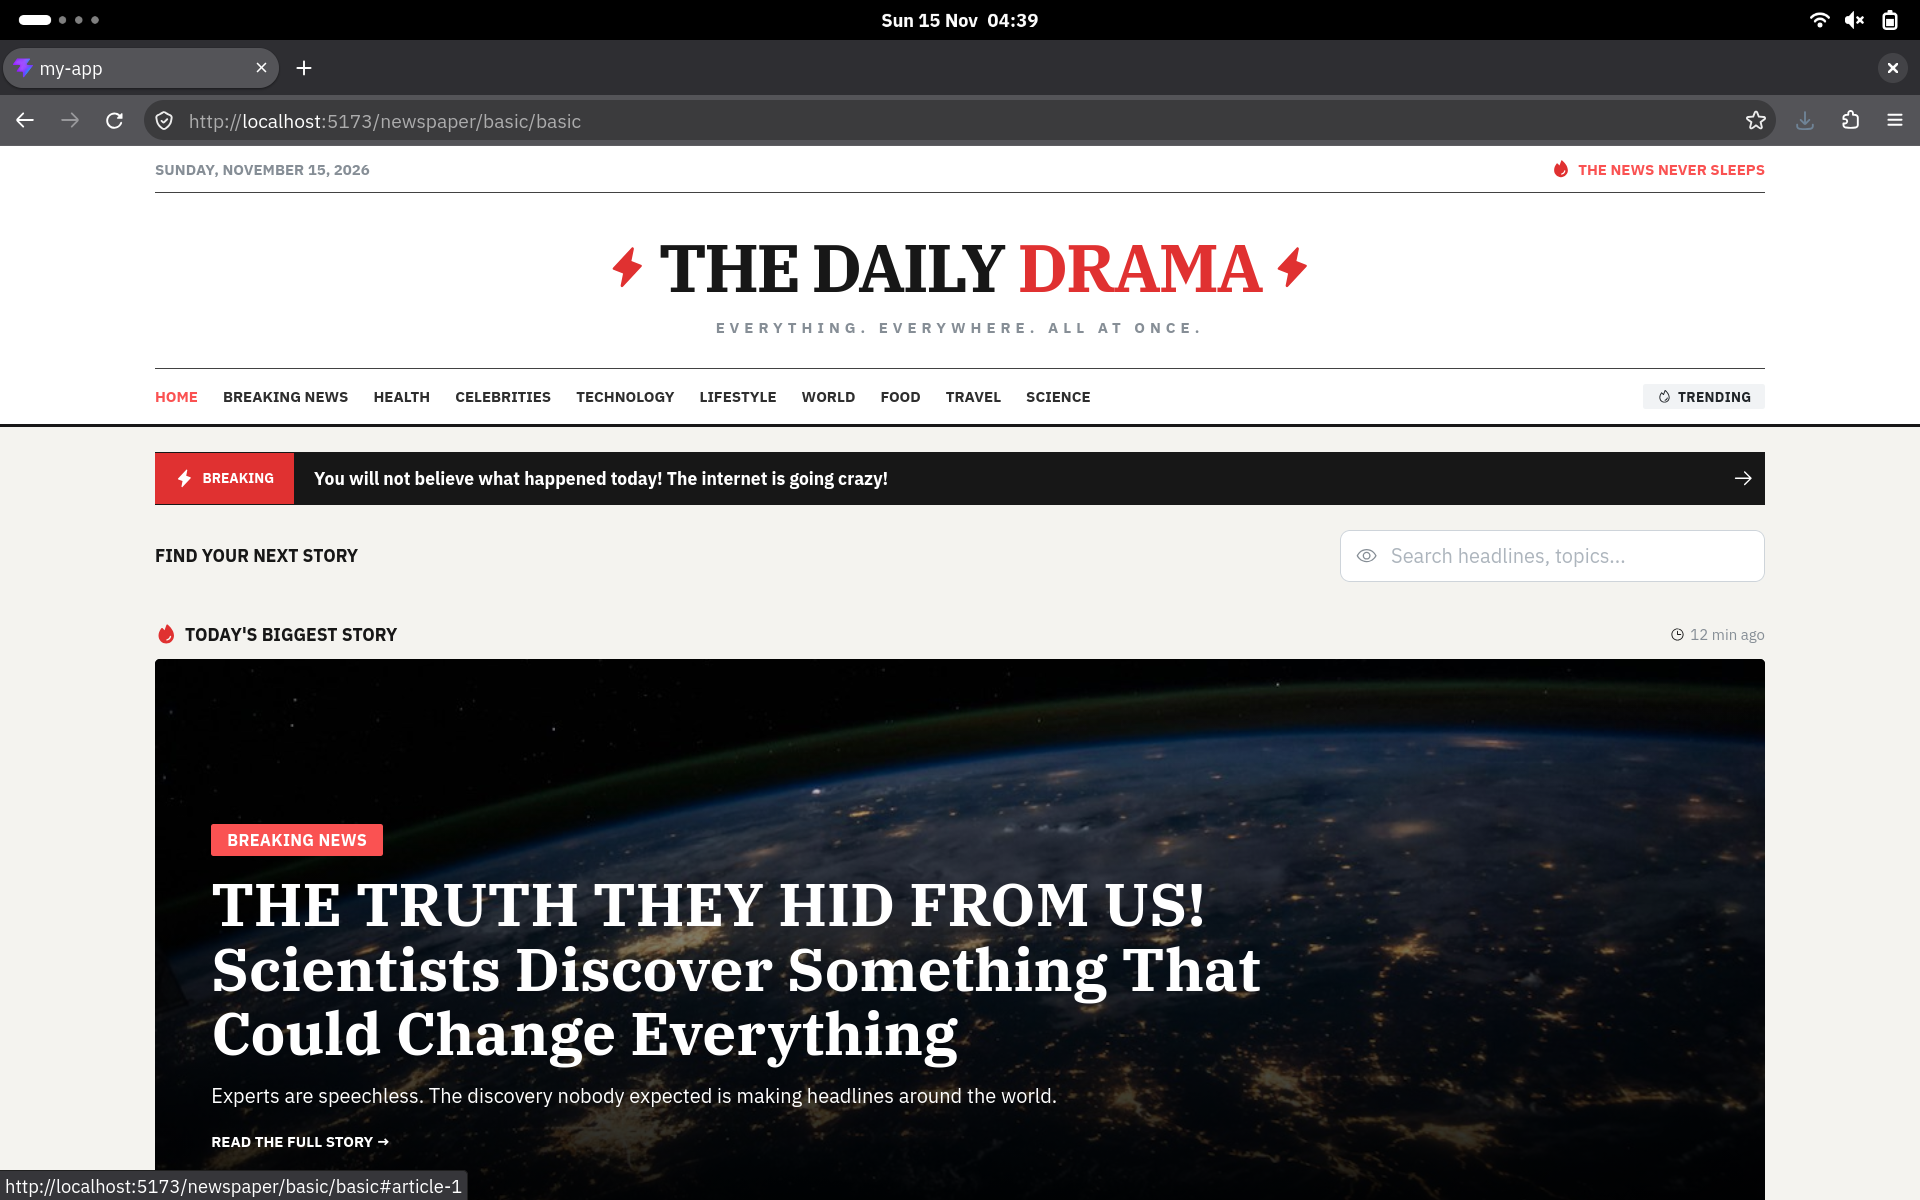 Sun 15 Nov  04:39
my-app
http://localhost:5173/newspaper/basic/basic
SUNDAY, NOVEMBER 15, 2026
THE NEWS NEVER SLEEPS
THE DAILY DRAMA
EVERYTHING. EVERYWHERE. ALL AT ONCE.
HOME BREAKING NEWS HEALTH CELEBRITIES TECHNOLOGY LIFESTYLE WORLD FOOD TRAVEL SCIENCE TRENDING
BREAKING You will not believe what happened today! The internet is going crazy!
FIND YOUR NEXT STORY
Search headlines, topics...
TODAY'S BIGGEST STORY
12 min ago
BREAKING NEWS
THE TRUTH THEY HID FROM US!
Scientists Discover Something That
Could Change Everything
Experts are speechless. The discovery nobody expected is making headlines around the world.
READ THE FULL STORY →
http://localhost:5173/newspaper/basic/basic#article-1